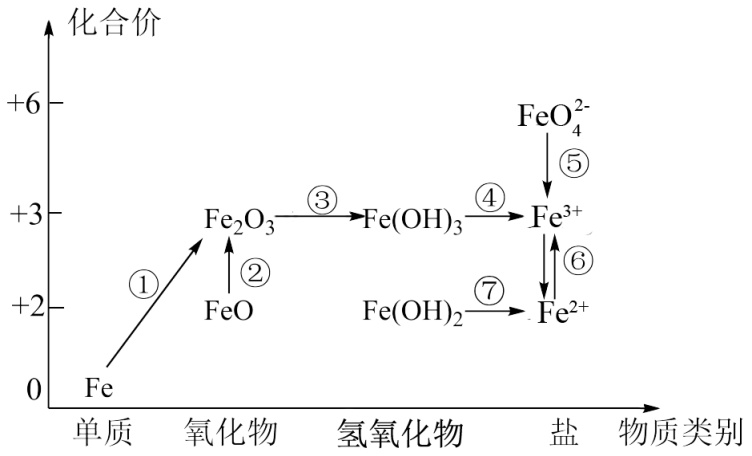 化合价
+6
FeO₄²⁻
⑤
+3
Fe₂O₃
③
Fe(OH)₃
④
Fe³⁺
①
②
⑥
+2
FeO
Fe(OH)₂
⑦
Fe²⁺
0
Fe
单质
氧化物
氢氧化物
盐
物质类别